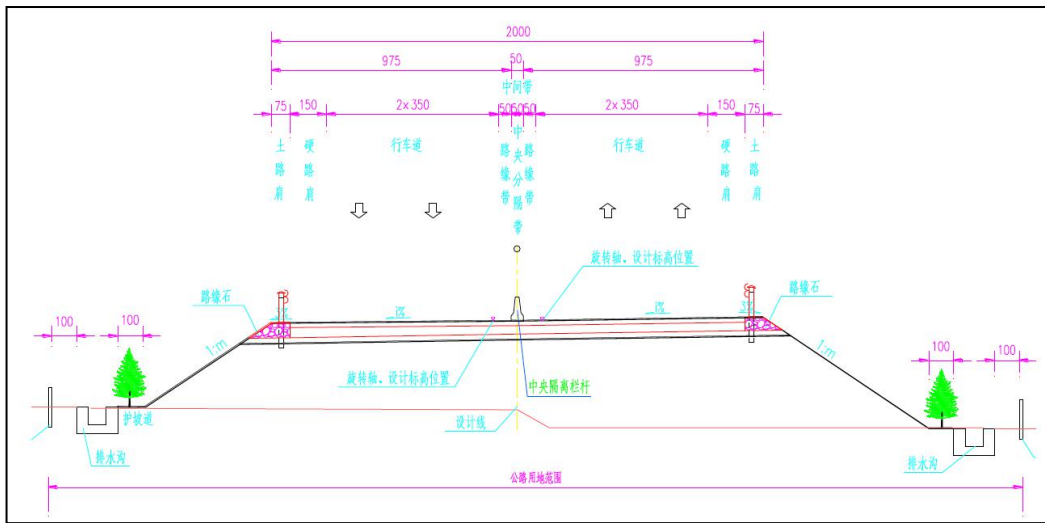 2000
975 50 975
中间带
75 150 2×350 50 50 50 2×350 150 75
土路肩 硬路肩 行车道 路缘带 中央分隔带 路缘带 行车道 硬路肩 土路肩
旋转轴、设计标高位置
路缘石 路缘石
i% i%
100 100 100 100
1:m 1:m
旋转轴、设计标高位置 中央隔离栏杆
护坡道 设计线
排水沟 排水沟
公路用地范围